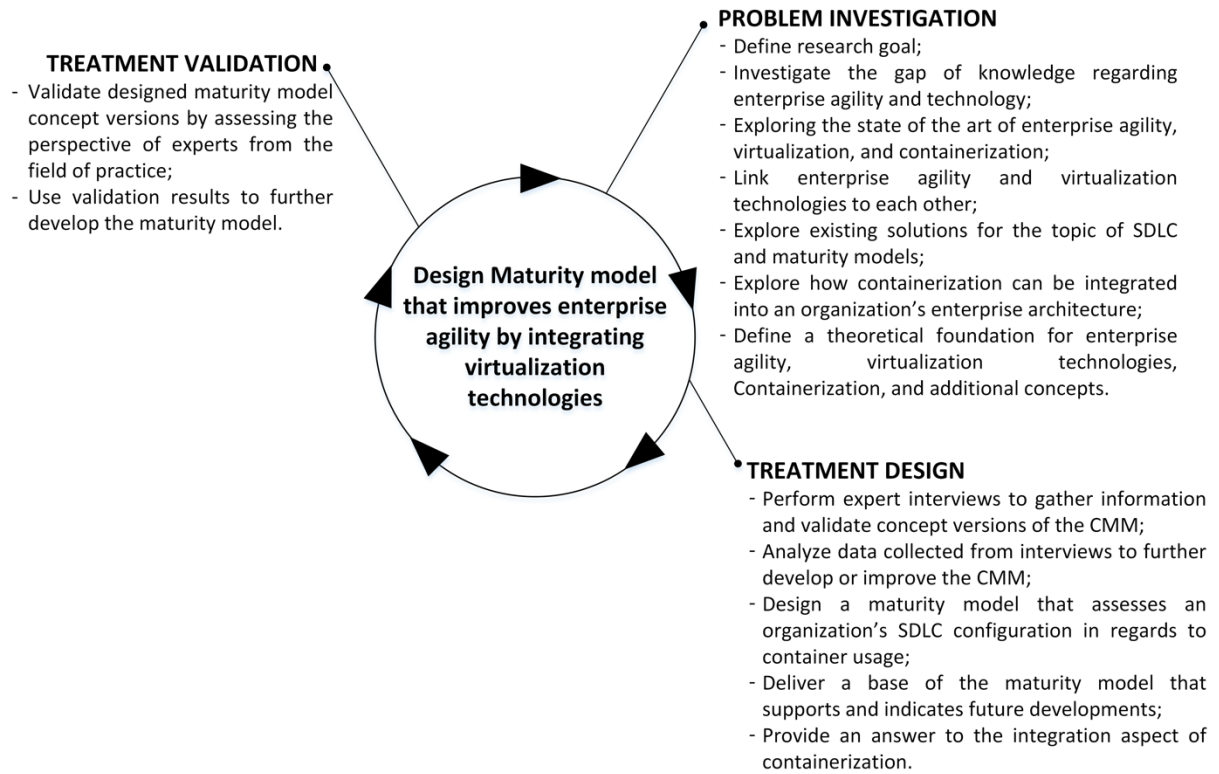 PROBLEM INVESTIGATION
- Define research goal;
- Investigate the gap of knowledge regarding
enterprise agility and technology;
- Exploring the state of the art of enterprise agility,
virtualization, and containerization;
- Link enterprise agility and virtualization
technologies to each other;
- Explore existing solutions for the topic of SDLC
and maturity models;
- Explore how containerization can be integrated
into an organization's enterprise architecture;
- Define a theoretical foundation for enterprise
agility, virtualization technologies,
Containerization, and additional concepts.
TREATMENT VALIDATION
- Validate designed maturity model
concept versions by assessing the
perspective of experts from the
field of practice;
- Use validation results to further
develop the maturity model.
Design Maturity model
that improves enterprise
agility by integrating
virtualization
technologies
TREATMENT DESIGN
- Perform expert interviews to gather information
and validate concept versions of the CMM;
- Analyze data collected from interviews to further
develop or improve the CMM;
- Design a maturity model that assesses an
organization's SDLC configuration in regards to
container usage;
- Deliver a base of the maturity model that
supports and indicates future developments;
- Provide an answer to the integration aspect of
containerization.